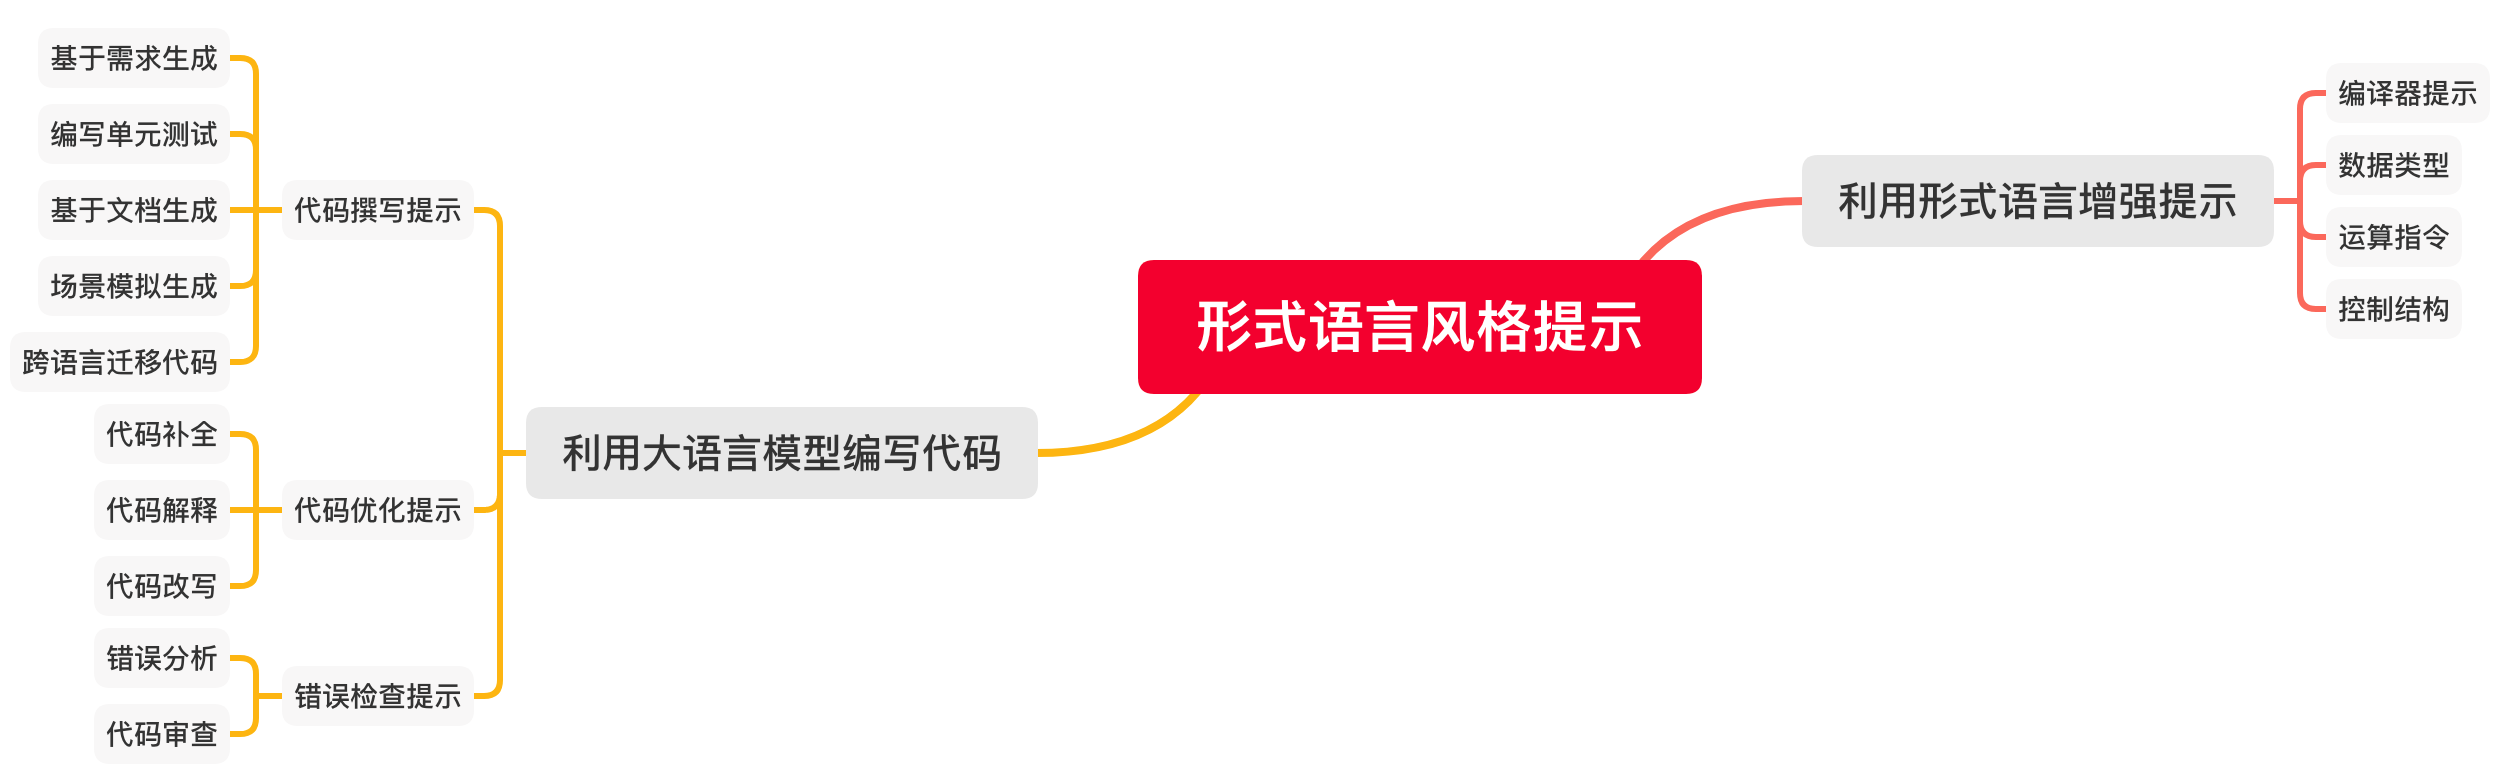 形式语言风格提示
利用形式语言增强提示
编译器提示
数据类型
运算指令
控制结构
利用大语言模型编写代码
代码撰写提示
基于需求生成
编写单元测试
基于文档生成
场景模拟生成
跨语言迁移代码
代码优化提示
代码补全
代码解释
代码改写
错误检查提示
错误分析
代码审查